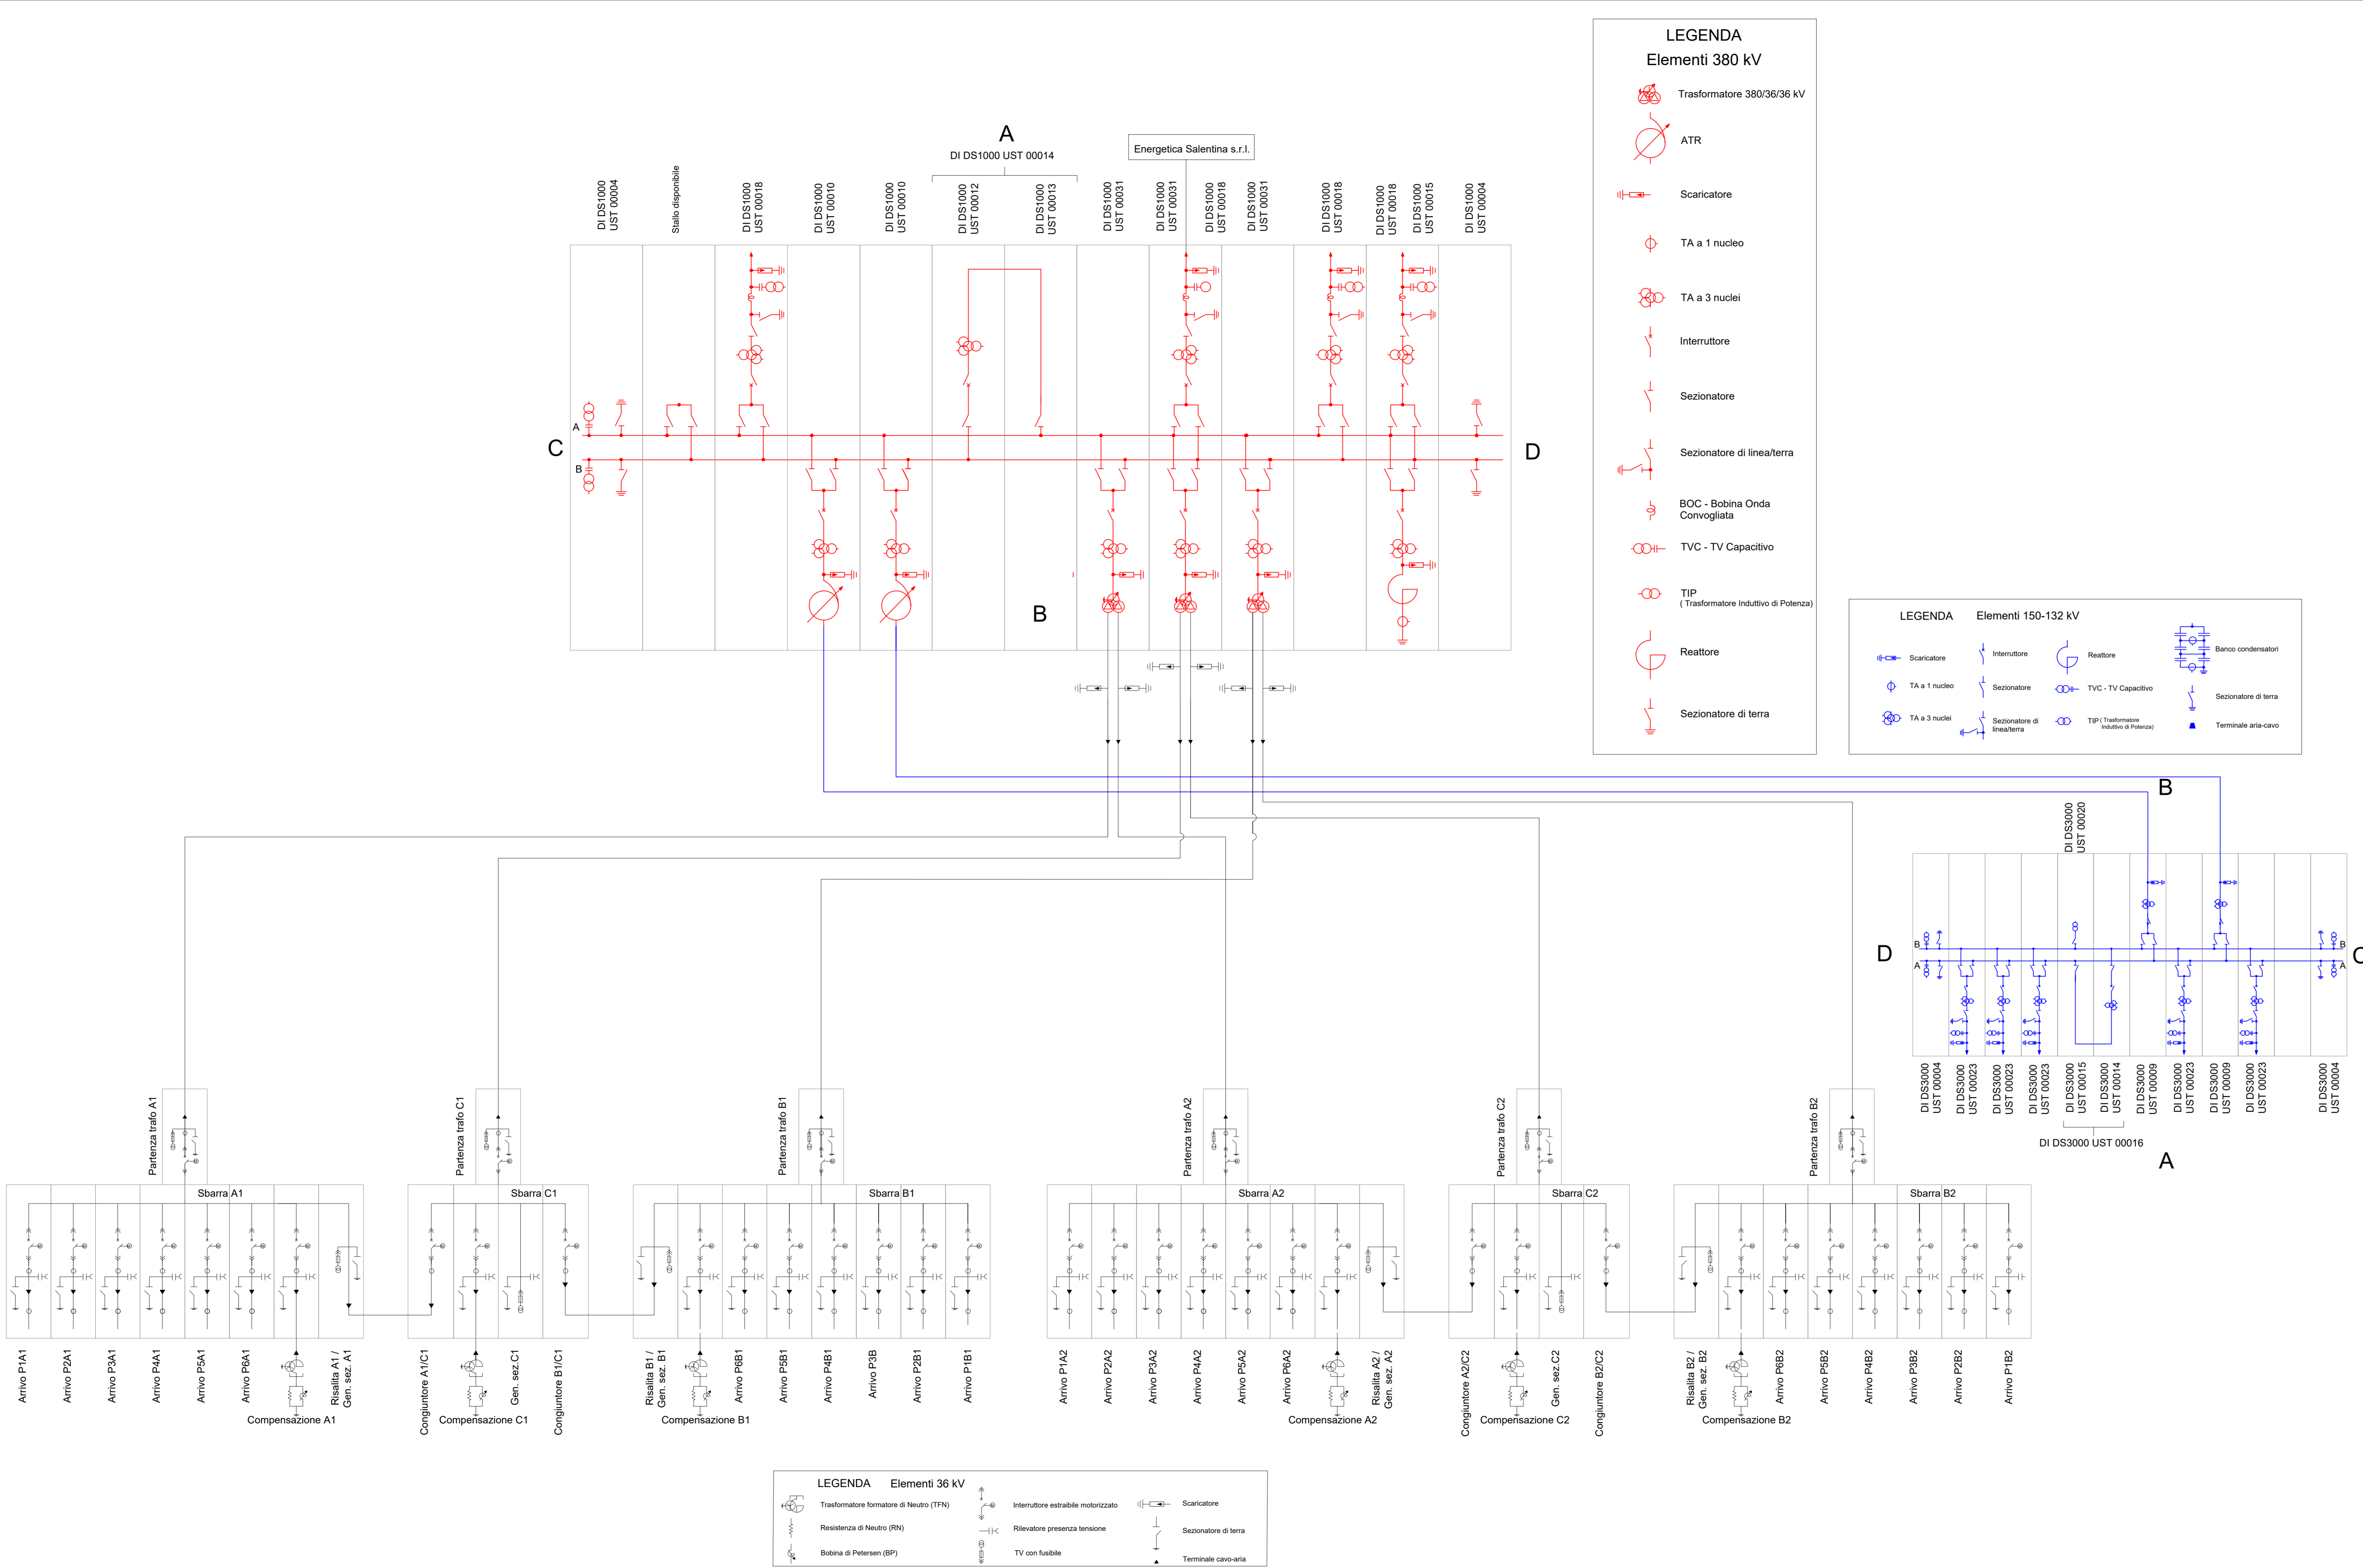 LEGENDA
Elementi 380 kV
Trasformatore 380/36/36 kV
ATR
Scaricatore
TA a 1 nucleo
TA a 3 nuclei
Interruttore
Sezionatore
Sezionatore di linea/terra
BOC - Bobina Onda
Convogliata
TVC - TV Capacitivo
TIP
( Trasformatore Induttivo di Potenza)
Reattore
Sezionatore di terra
A
DI DS1000 UST 00014
Energetica Salentina s.r.l.
DI DS1000
UST 00004
Stallo disponibile
DI DS1000
UST 00018
DI DS1000
UST 00010
DI DS1000
UST 00010
DI DS1000
UST 00012
DI DS1000
UST 00013
DI DS1000
UST 00031
DI DS1000
UST 00031
DI DS1000
UST 00018
DI DS1000
UST 00031
DI DS1000
UST 00018
DI DS1000
UST 00018
DI DS1000
UST 00015
DI DS1000
UST 00004
A
B
C
D
B
LEGENDA Elementi 150-132 kV
Scaricatore
TA a 1 nucleo
TA a 3 nuclei
Interruttore
Sezionatore
Sezionatore di
linea/terra
Reattore
TVC - TV Capacitivo
TIP ( Trasformatore
Induttivo di Potenza)
Banco condensatori
Sezionatore di terra
Terminale aria-cavo
B
DI DS3000
UST 00020
D
C
B
A
B
A
DI DS3000
UST 00004
DI DS3000
UST 00023
DI DS3000
UST 00023
DI DS3000
UST 00023
DI DS3000
UST 00015
DI DS3000
UST 00014
DI DS3000
UST 00009
DI DS3000
UST 00023
DI DS3000
UST 00009
DI DS3000
UST 00023
DI DS3000
UST 00004
DI DS3000 UST 00016
A
Partenza trafo A1
Partenza trafo C1
Partenza trafo B1
Partenza trafo A2
Partenza trafo C2
Partenza trafo B2
Sbarra A1
Sbarra C1
Sbarra B1
Sbarra A2
Sbarra C2
Sbarra B2
Arrivo P1A1
Arrivo P2A1
Arrivo P3A1
Arrivo P4A1
Arrivo P5A1
Arrivo P6A1
Compensazione A1
Risalita A1 /
Gen. sez. A1
Congiuntore A1/C1
Compensazione C1
Gen. sez.C1
Congiuntore B1/C1
Risalita B1 /
Gen. sez. B1
Compensazione B1
Arrivo P6B1
Arrivo P5B1
Arrivo P4B1
Arrivo P3B
Arrivo P2B1
Arrivo P1B1
Arrivo P1A2
Arrivo P2A2
Arrivo P3A2
Arrivo P4A2
Arrivo P5A2
Arrivo P6A2
Compensazione A2
Risalita A2 /
Gen. sez. A2
Congiuntore A2/C2
Compensazione C2
Gen. sez.C2
Congiuntore B2/C2
Risalita B2 /
Gen. sez. B2
Compensazione B2
Arrivo P6B2
Arrivo P5B2
Arrivo P4B2
Arrivo P3B2
Arrivo P2B2
Arrivo P1B2
LEGENDA Elementi 36 kV
Trasformatore formatore di Neutro (TFN)
Resistenza di Neutro (RN)
Bobina di Petersen (BP)
Interruttore estraibile motorizzato
Rilevatore presenza tensione
TV con fusibile
Scaricatore
Sezionatore di terra
Terminale cavo-aria